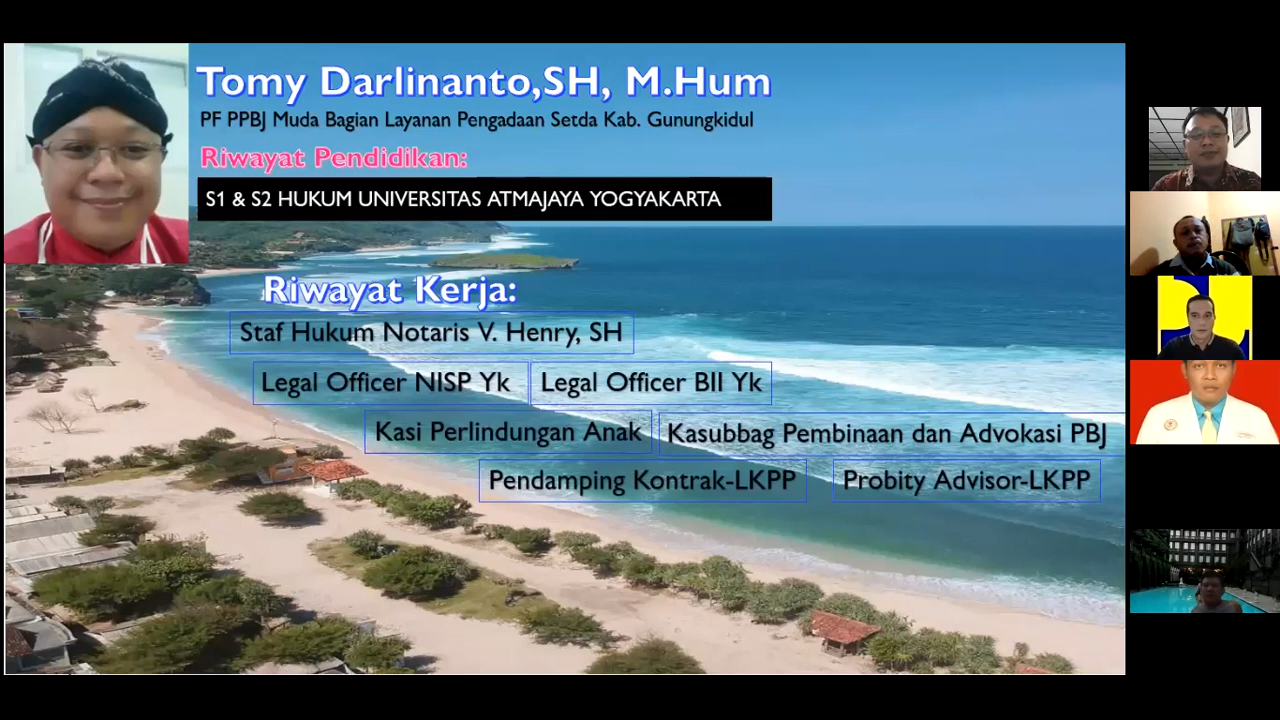 Tomy Darlinanto,SH, M.Hum
PF PPBJ Muda Bagian Layanan Pengadaan Setda Kab. Gunungkidul
Riwayat Pendidikan:
S1 & S2 HUKUM UNIVERSITAS ATMAJAYA YOGYAKARTA
Riwayat Kerja:
Staf Hukum Notaris V. Henry, SH
Legal Officer NISP Yk
Legal Officer BII Yk
Kasi Perlindungan Anak
Kasubbag Pembinaan dan Advokasi PBJ
Pendamping Kontrak-LKPP
Probity Advisor-LKPP